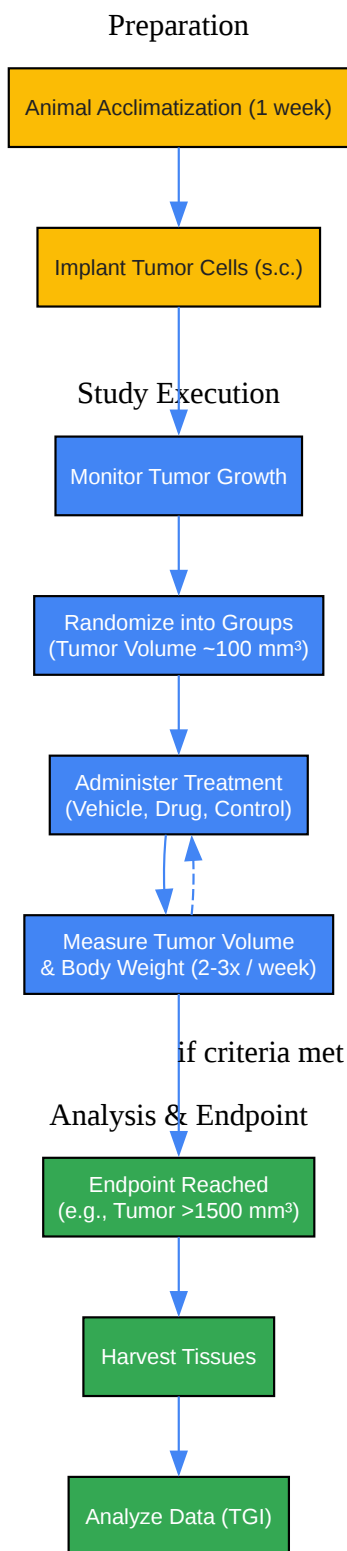 Preparation
Animal Acclimatization (1 week)
Implant Tumor Cells (s.c.)
Study Execution
Monitor Tumor Growth
Randomize into Groups
(Tumor Volume ~100 mm³)
Administer Treatment
(Vehicle, Drug, Control)
Measure Tumor Volume
& Body Weight (2-3x / week)
if criteria met
Analysis & Endpoint
Endpoint Reached
(e.g., Tumor >1500 mm³)
Harvest Tissues
Analyze Data (TGI)